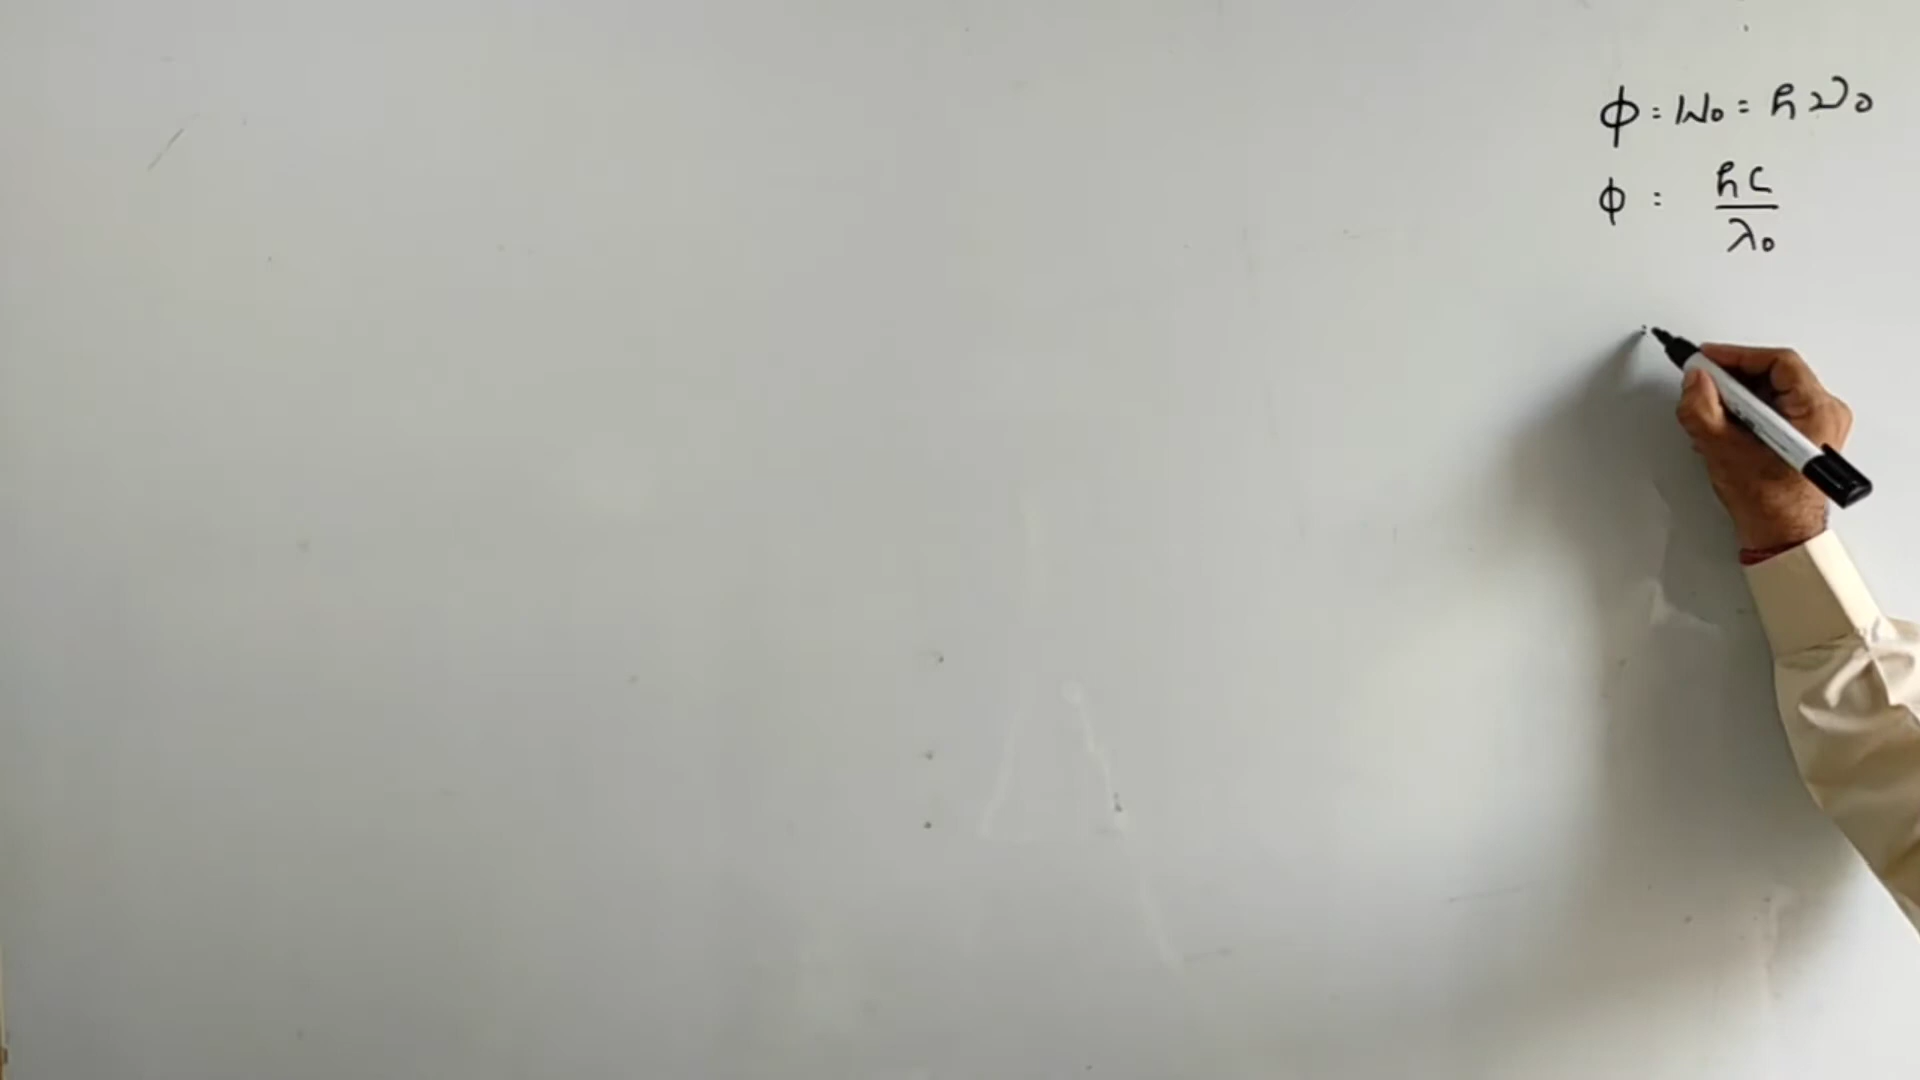 ϕ = W₀ = hν₀
ϕ = hc/λ₀